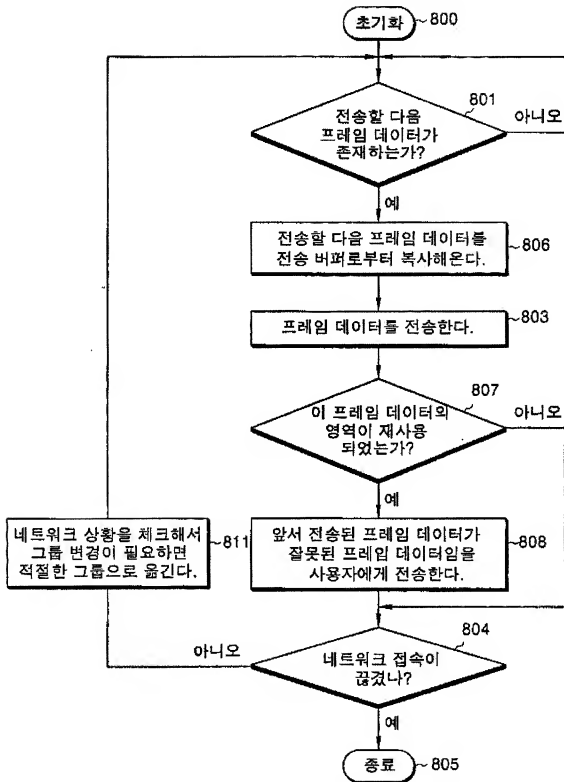 초기화
800
801
전송할 다음
프레임 데이터가
존재하는가?
아니오
예
전송할 다음 프레임 데이터를
전송 버퍼로부터 복사해온다.
806
프레임 데이터를 전송한다.
803
807
이 프레임 데이터의
영역이 재사용
되었는가?
아니오
예
네트워크 상황을 체크해서
그룹 변경이 필요하면
적절한 그룹으로 옮긴다.
811
앞서 전송된 프레임 데이터가
잘못된 프레임 데이터임을
사용자에게 전송한다.
808
804
아니오
네트워크 접속이
끊겼나?
예
종료
805